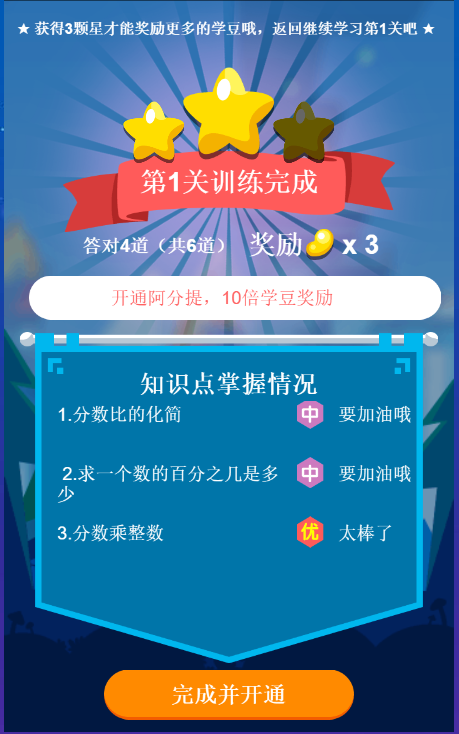 ★ 获得3颗星才能奖励更多的学豆哦，返回继续学习第1关吧 ★
第1关训练完成
答对4道（共6道） 奖励 x 3
开通阿分提，10倍学豆奖励
知识点掌握情况
1.分数比的化简 中 要加油哦
2.求一个数的百分之几是多 中 要加油哦
少
3.分数乘整数 优 太棒了
完成并开通